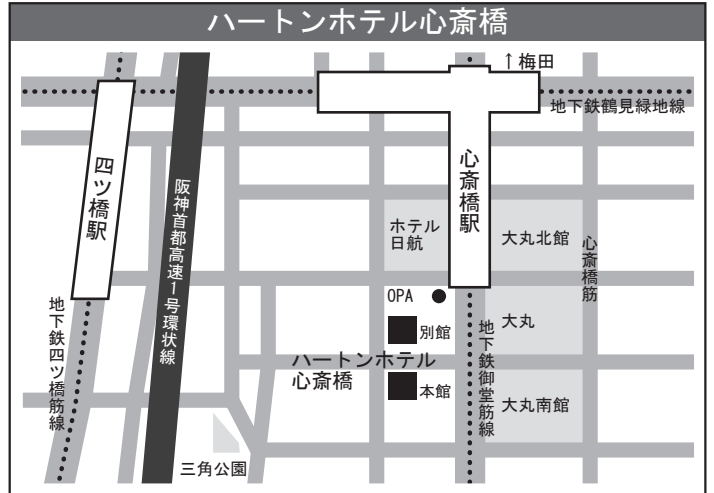 ハートンホテル心斎橋
↑梅田
地下鉄鶴見緑地線
四ツ橋駅
阪神首都高速1号環状線
心斎橋駅
ホテル
日航
大丸北館
心斎橋筋
OPA
別館
大丸
地下鉄四ツ橋筋線
ハートンホテル
心斎橋
本館
地下鉄御堂筋線
大丸南館
三角公園